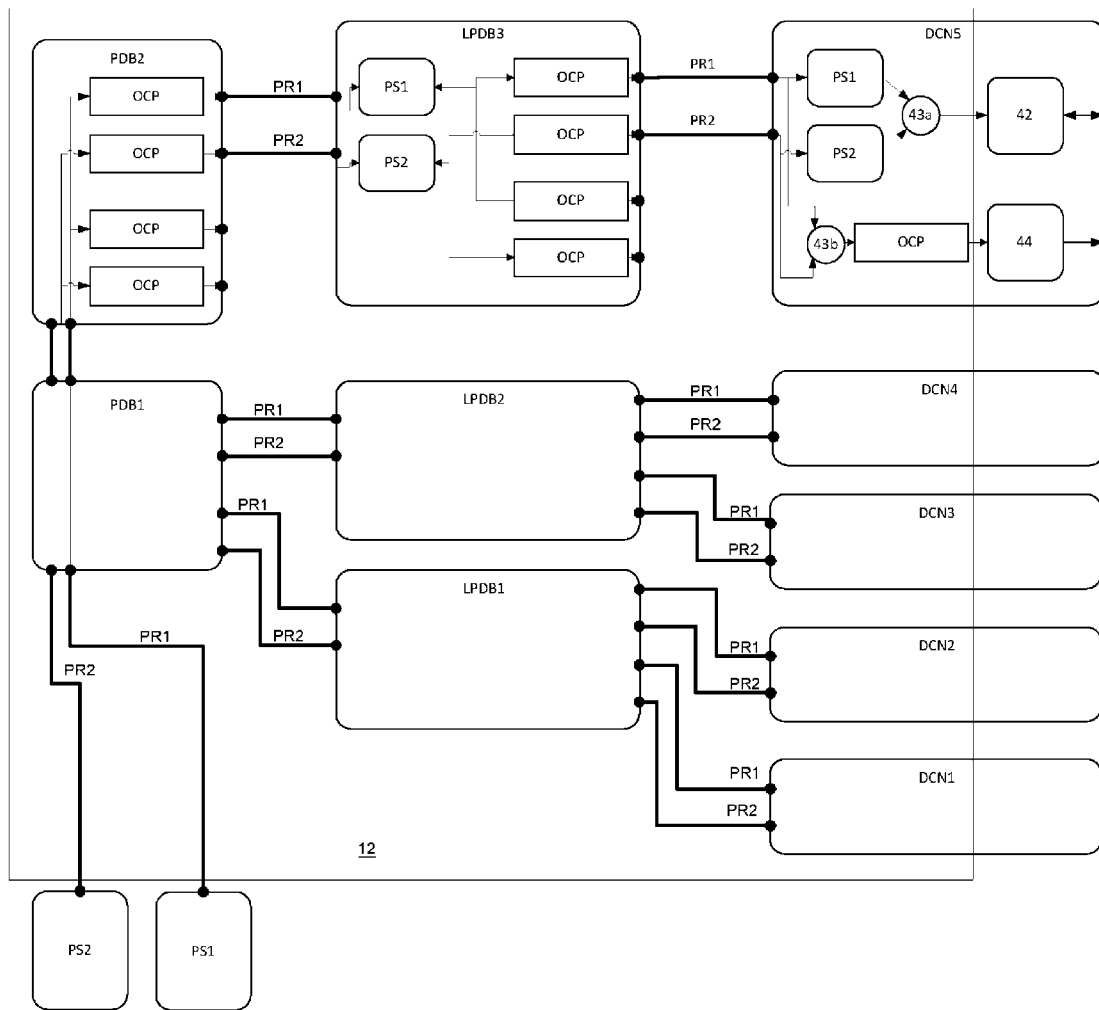 PDB2
OCP
OCP
OCP
OCP
PR1
PR2
LPDB3
PS1
PS2
OCP
OCP
OCP
OCP
PR1
PR2
DCN5
PS1
PS2
43a
42
43b
OCP
44
PDB1
PR1
PR2
PR1
PR2
LPDB2
PR1
PR2
DCN4
PR1
PR2
DCN3
LPDB1
PR1
PR2
DCN2
PR1
PR2
DCN1
PR1
PR2
12
PS2
PS1